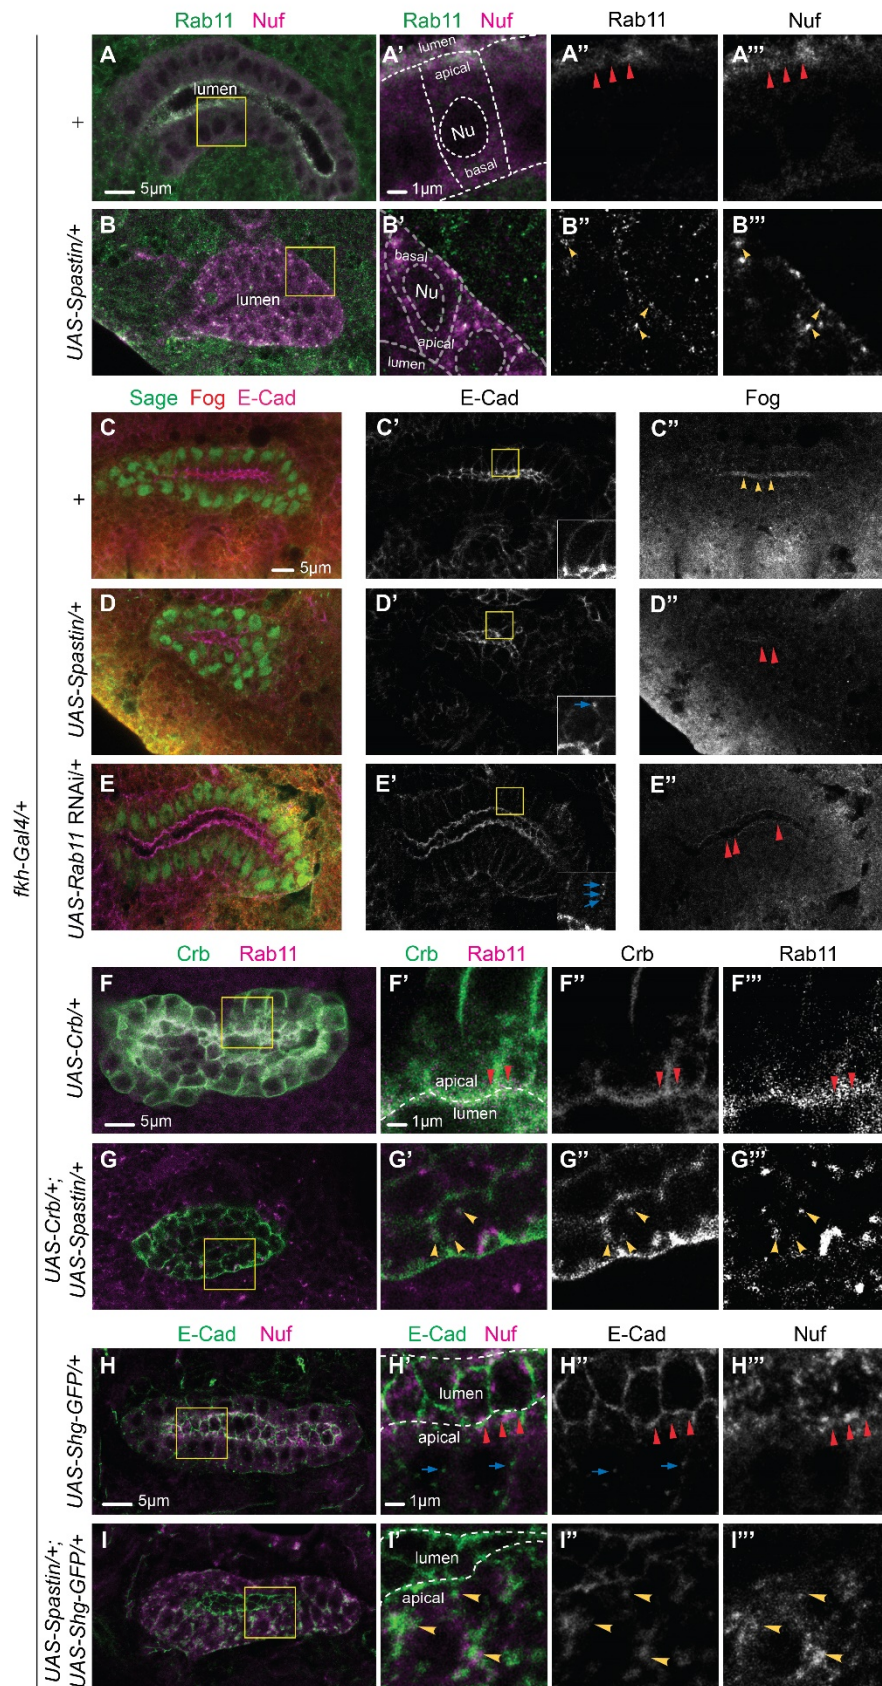 Rab11 Nuf
Rab11 Nuf
Rab11
Nuf
A
lumen
5µm
A'
lumen
apical
Nu
basal
1µm
A''
A'''
+
B
lumen
B'
basal
Nu
apical
lumen
B''
B'''
UAS-Spastin/+
Sage Fog E-Cad
E-Cad
Fog
C
5µm
C'
C''
+
D
D'
D''
UAS-Spastin/+
E
E'
E''
UAS-Rab11 RNAi/+
fkh-Gal4/+
Crb Rab11
Crb Rab11
Crb
Rab11
F
5µm
F'
apical
lumen
1µm
F''
F'''
UAS-Crb/+
G
G'
G''
G'''
UAS-Crb/+;
UAS-Spastin/+
E-Cad Nuf
E-Cad Nuf
E-Cad
Nuf
H
5µm
H'
lumen
apical
1µm
H''
H'''
UAS-Shg-GFP/+
I
I'
lumen
apical
I''
I'''
UAS-Spastin/+;
UAS-Shg-GFP/+